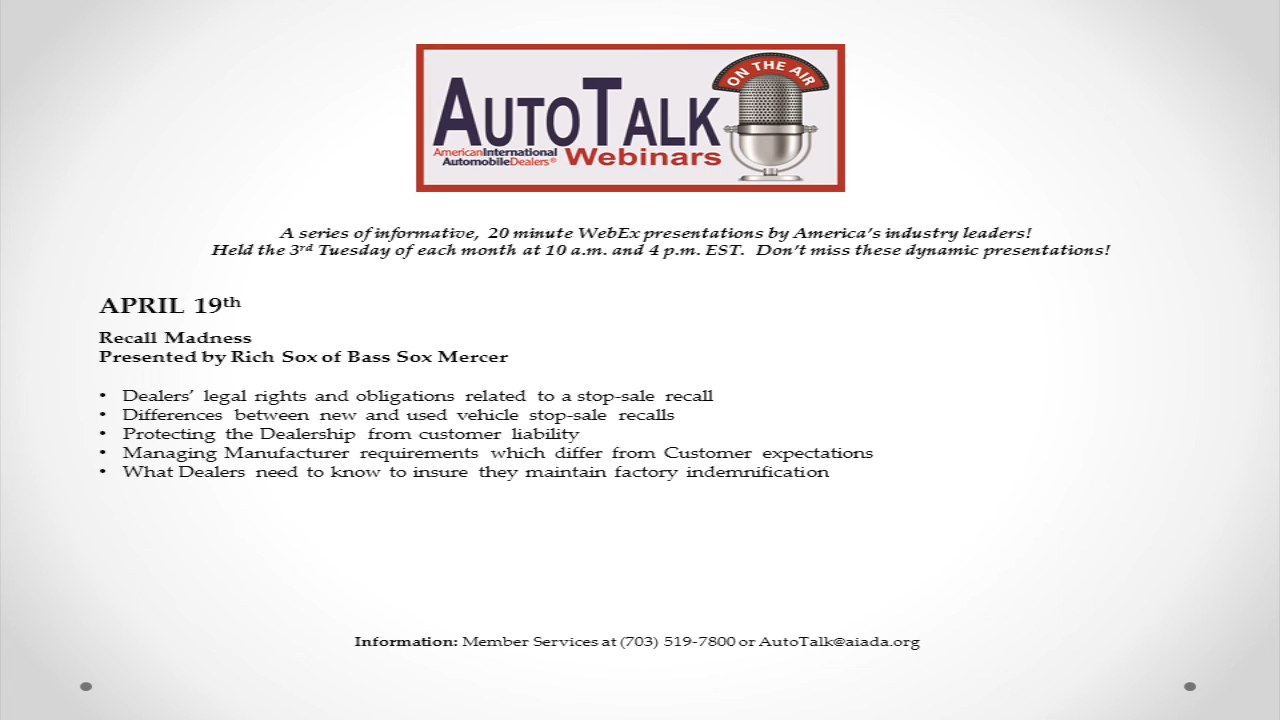 ON THE AIR
AUTOTALK
AmericanInternational
AutomobileDealers®
Webinars
A series of informative, 20 minute WebEx presentations by America's industry leaders!
Held the 3rd Tuesday of each month at 10 a.m. and 4 p.m. EST. Don't miss these dynamic presentations!
APRIL 19th
Recall Madness
Presented by Rich Sox of Bass Sox Mercer
• Dealers' legal rights and obligations related to a stop-sale recall
• Differences between new and used vehicle stop-sale recalls
• Protecting the Dealership from customer liability
• Managing Manufacturer requirements which differ from Customer expectations
• What Dealers need to know to insure they maintain factory indemnification
Information: Member Services at (703) 519-7800 or AutoTalk@aiada.org